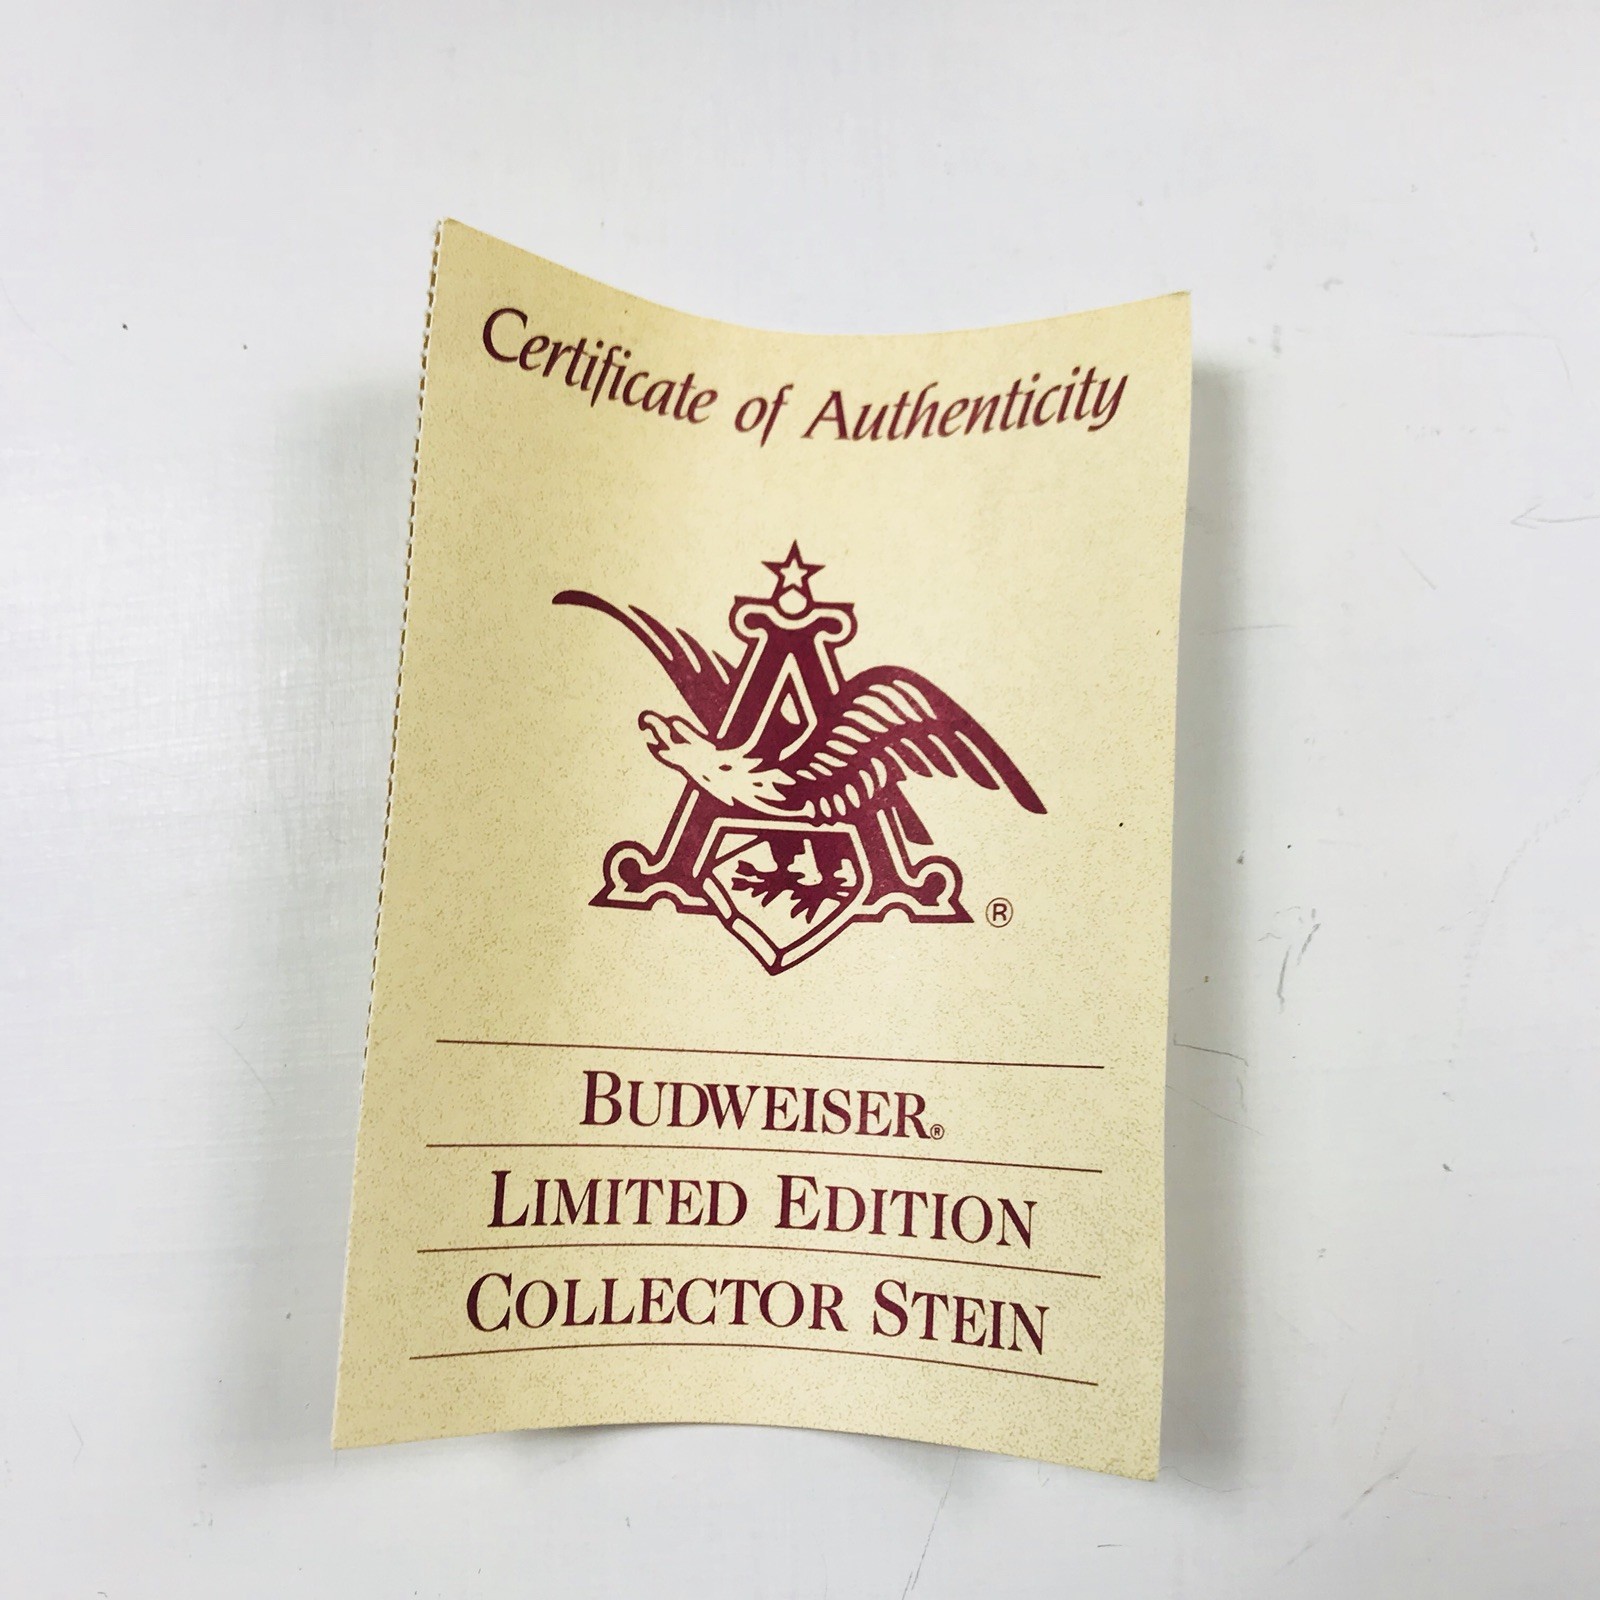 Certificate of Authenticity
A
®
BUDWEISER®
LIMITED EDITION
COLLECTOR STEIN